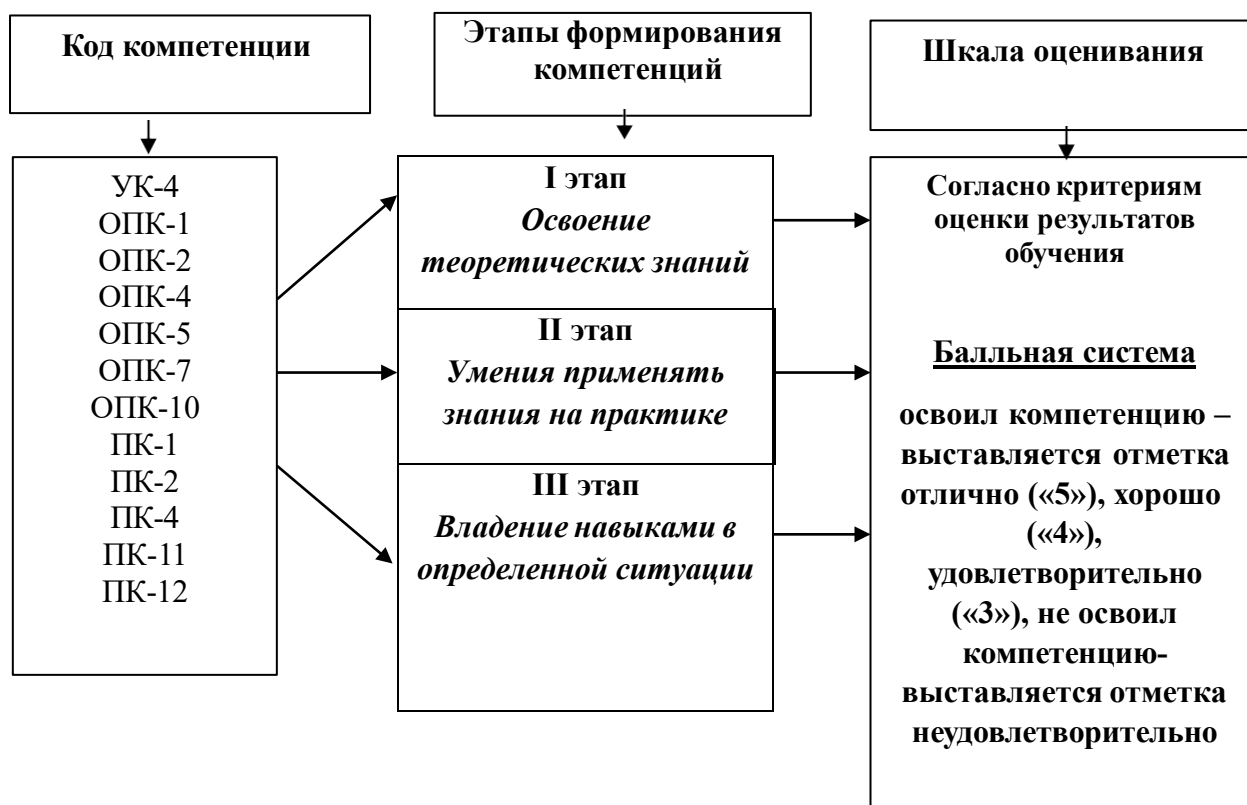 Код компетенции
Этапы формирования
компетенций
Шкала оценивания
УК-4
ОПК-1
ОПК-2
ОПК-4
ОПК-5
ОПК-7
ОПК-10
ПК-1
ПК-2
ПК-4
ПК-11
ПК-12
I этап
Освоение
теоретических знаний
II этап
Умения применять
знания на практике
III этап
Владение навыками в
определенной ситуации
Согласно критериям
оценки результатов
обучения
Балльная система
освоил компетенцию –
выставляется отметка
отлично («5»), хорошо
(«4»),
удовлетворительно
(«3»), не освоил
компетенцию-
выставляется отметка
неудовлетворительно